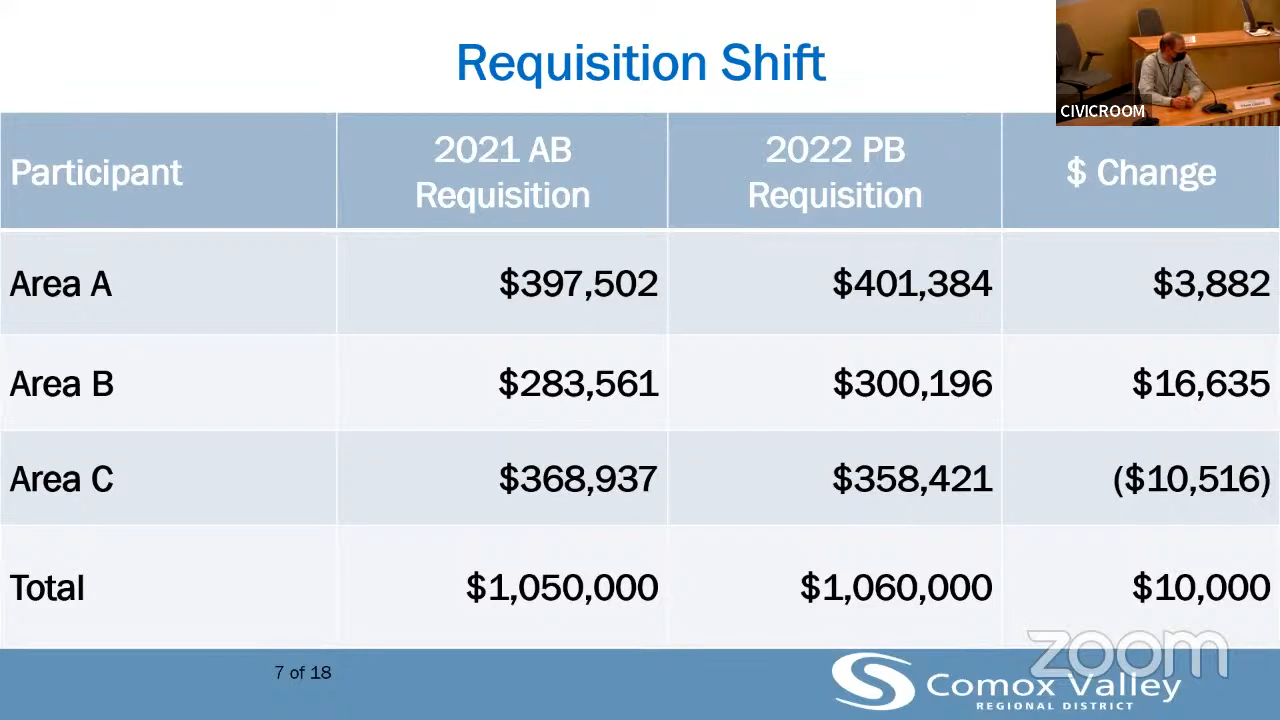 Requisition Shift
CIVICROOM
Participant
2021 AB
Requisition
2022 PB
Requisition
$ Change
Area A
$397,502
$401,384
$3,882
Area B
$283,561
$300,196
$16,635
Area C
$368,937
$358,421
($10,516)
Total
$1,050,000
$1,060,000
$10,000
7 of 18
zoom
Comox Valley
REGIONAL DISTRICT